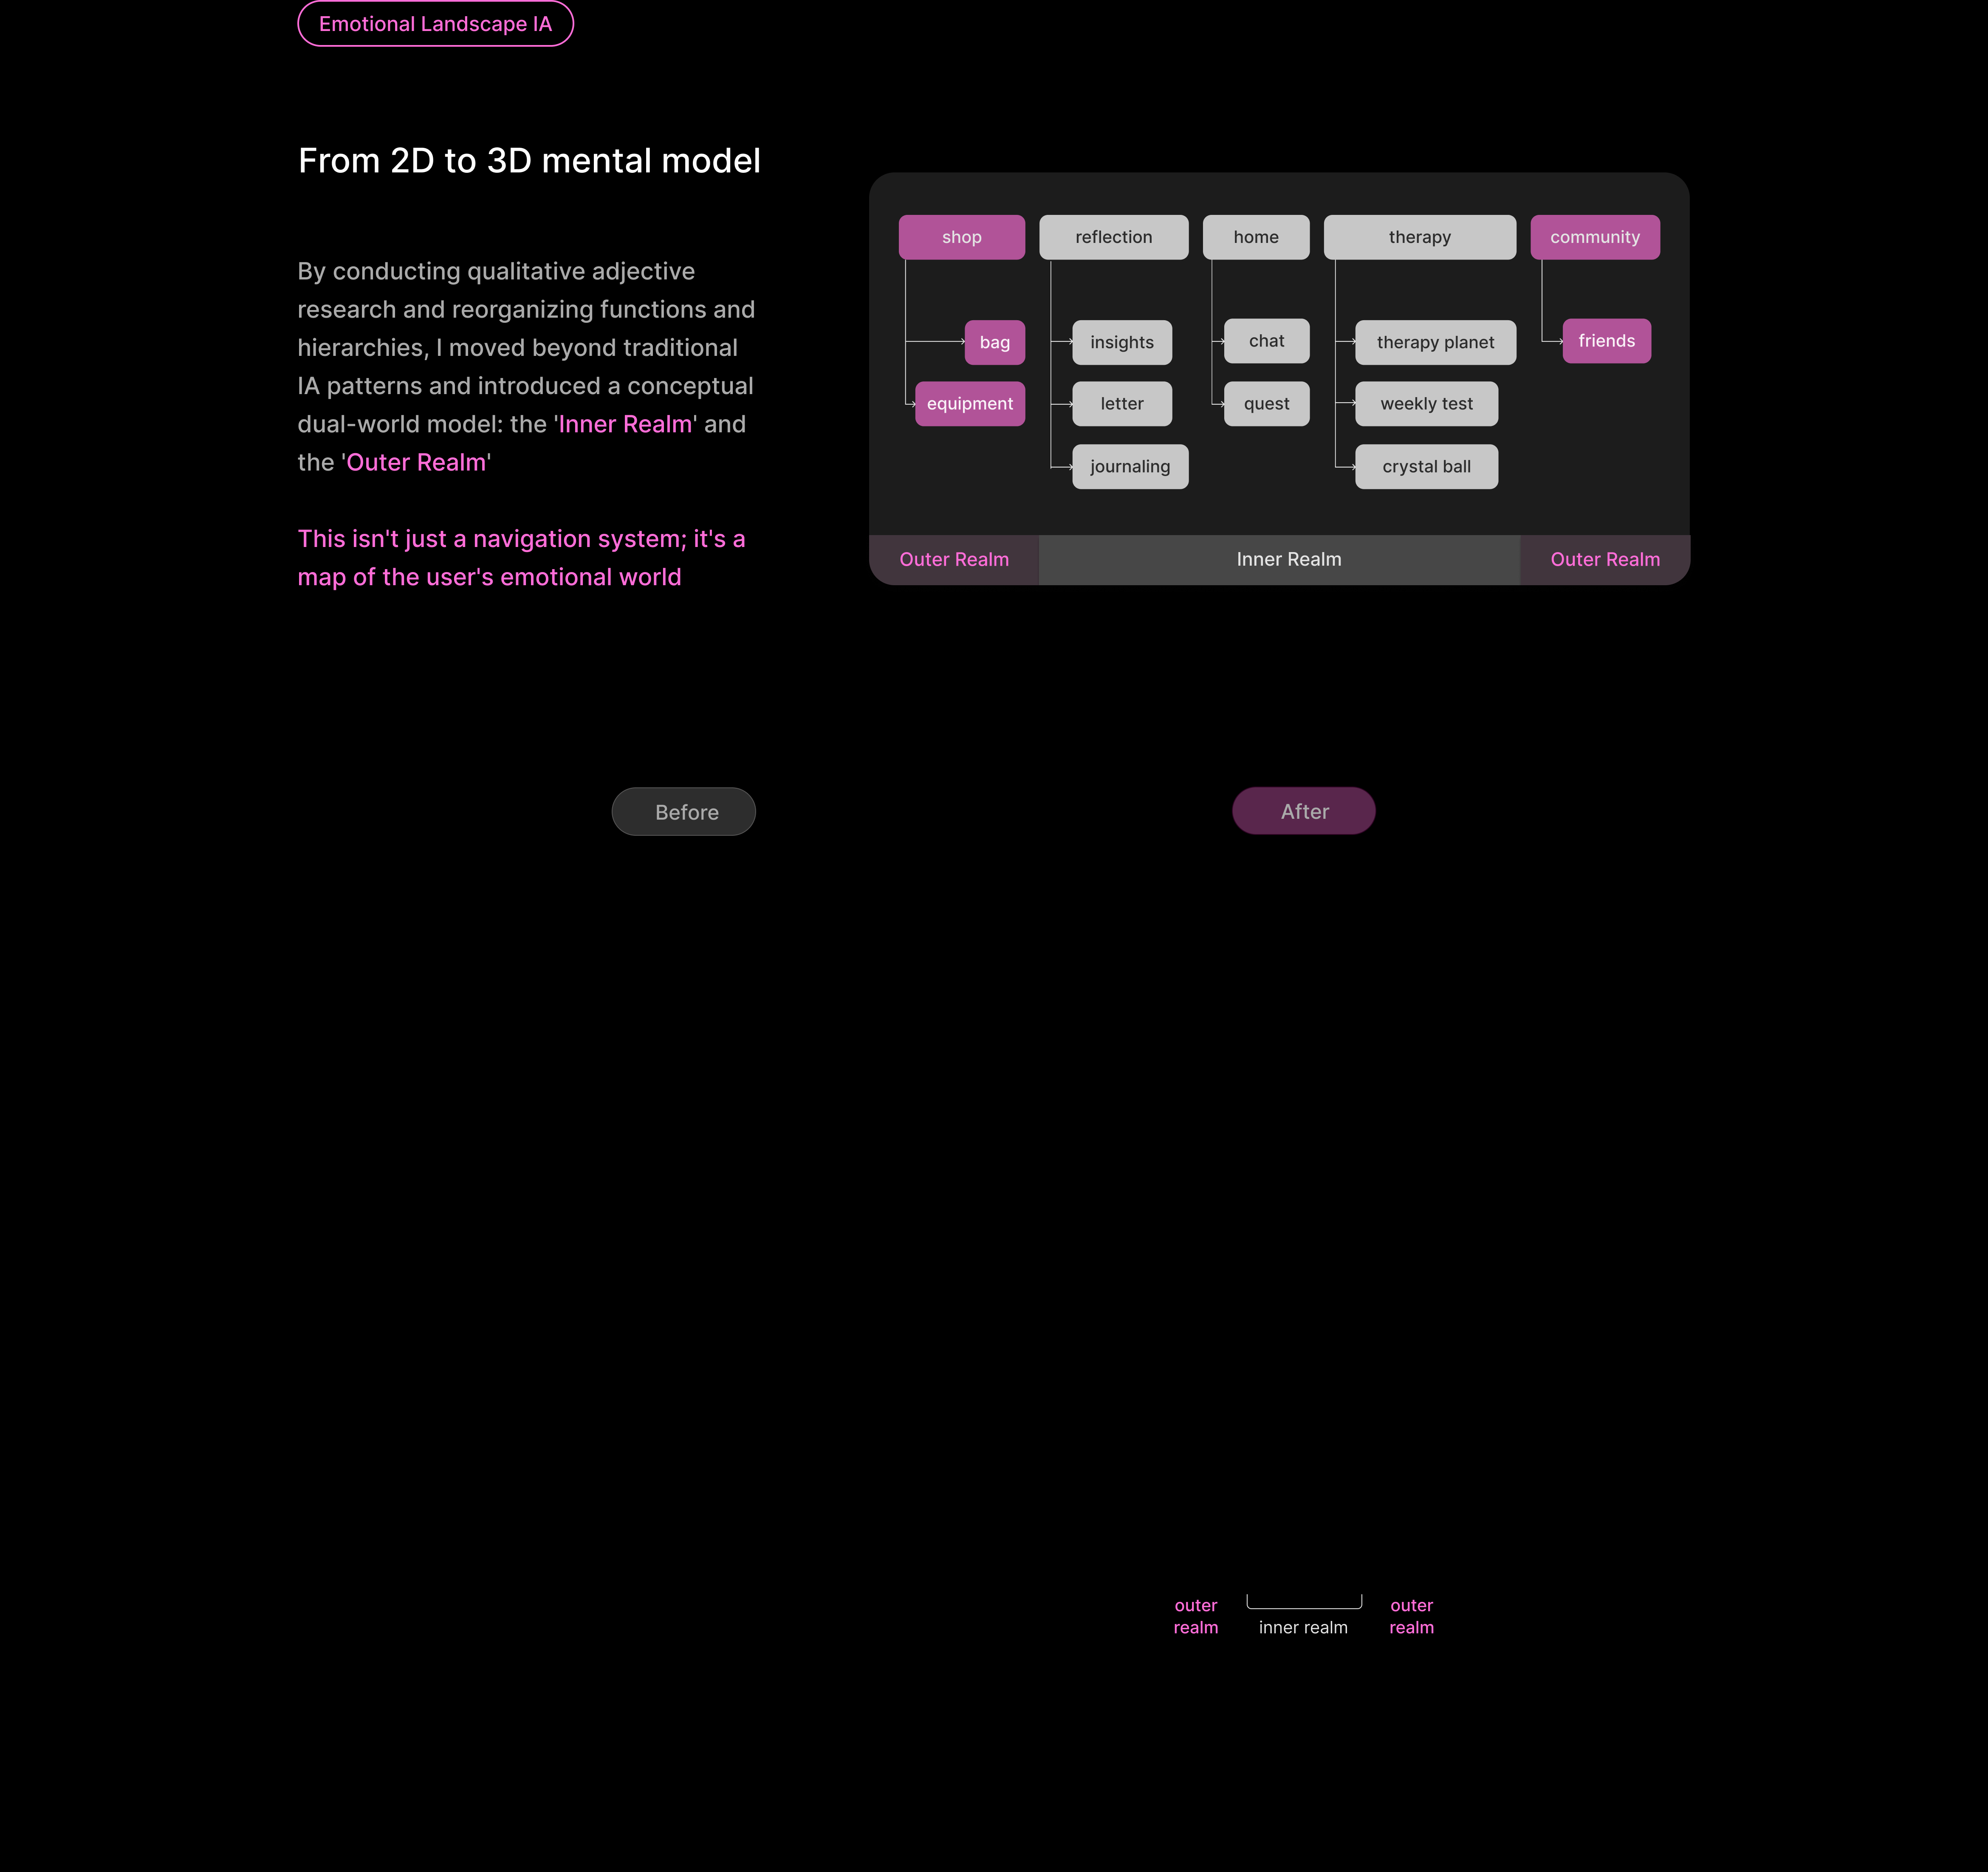 Emotional Landscape IA
From 2D to 3D mental model
By conducting qualitative adjective
research and reorganizing functions and
hierarchies, I moved beyond traditional
IA patterns and introduced a conceptual
dual-world model: the 'Inner Realm' and
the 'Outer Realm'
This isn't just a navigation system; it's a
map of the user's emotional world
shop reflection home therapy community
bag insights chat therapy planet friends
equipment letter quest weekly test
journaling crystal ball
Outer Realm Inner Realm Outer Realm
Before After
outer outer
realm inner realm realm